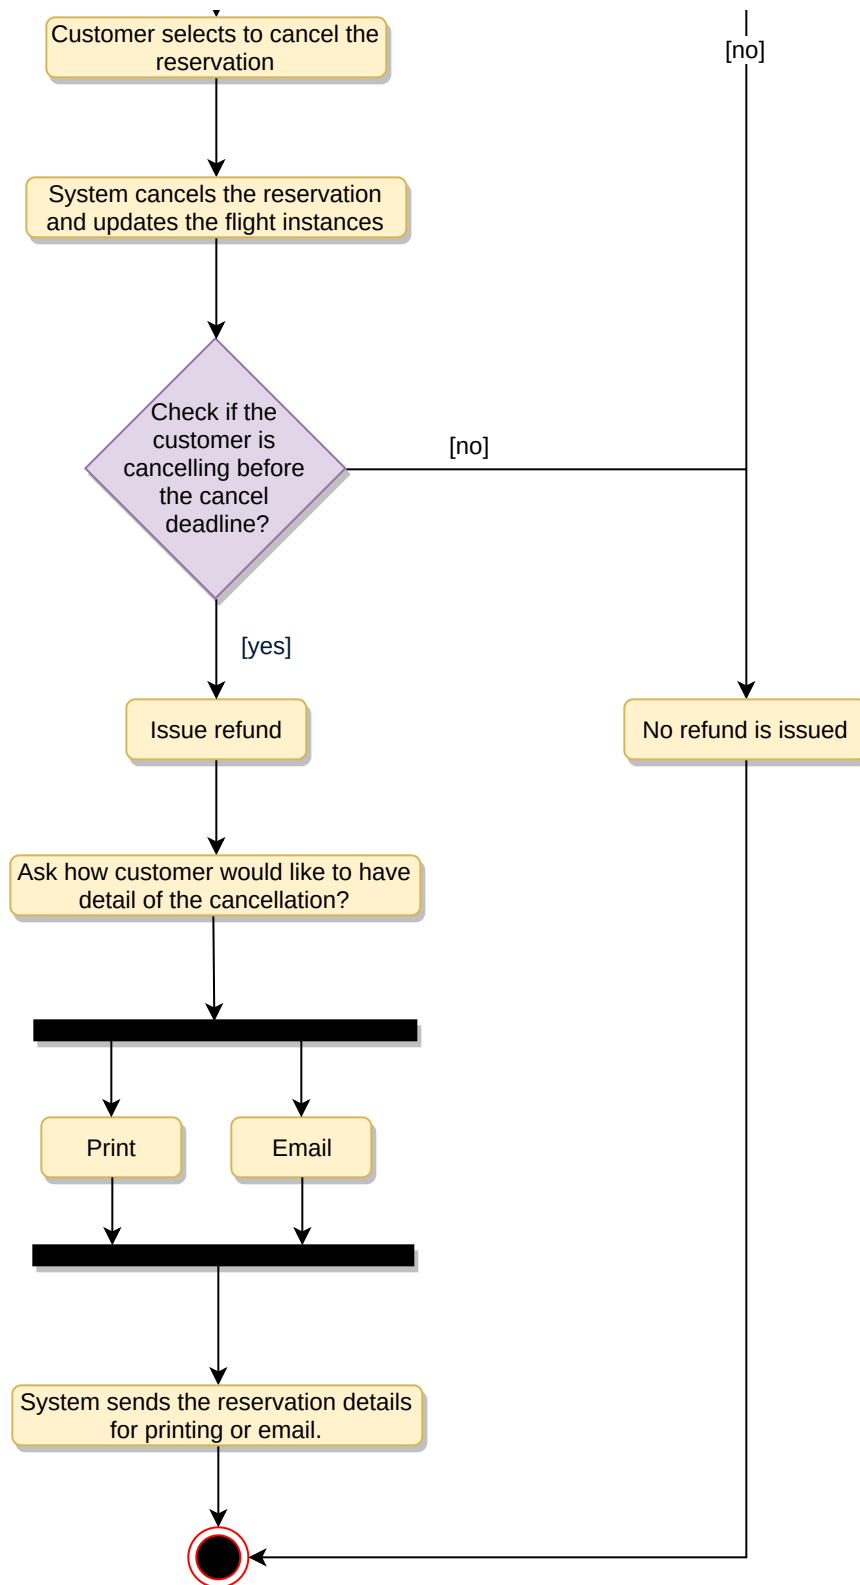 Customer selects to cancel the
reservation
[no]
System cancels the reservation
and updates the flight instances
Check if the
customer is
cancelling before
the cancel
deadline?
[no]
[yes]
Issue refund
No refund is issued
Ask how customer would like to have
detail of the cancellation?
Print
Email
System sends the reservation details
for printing or email.